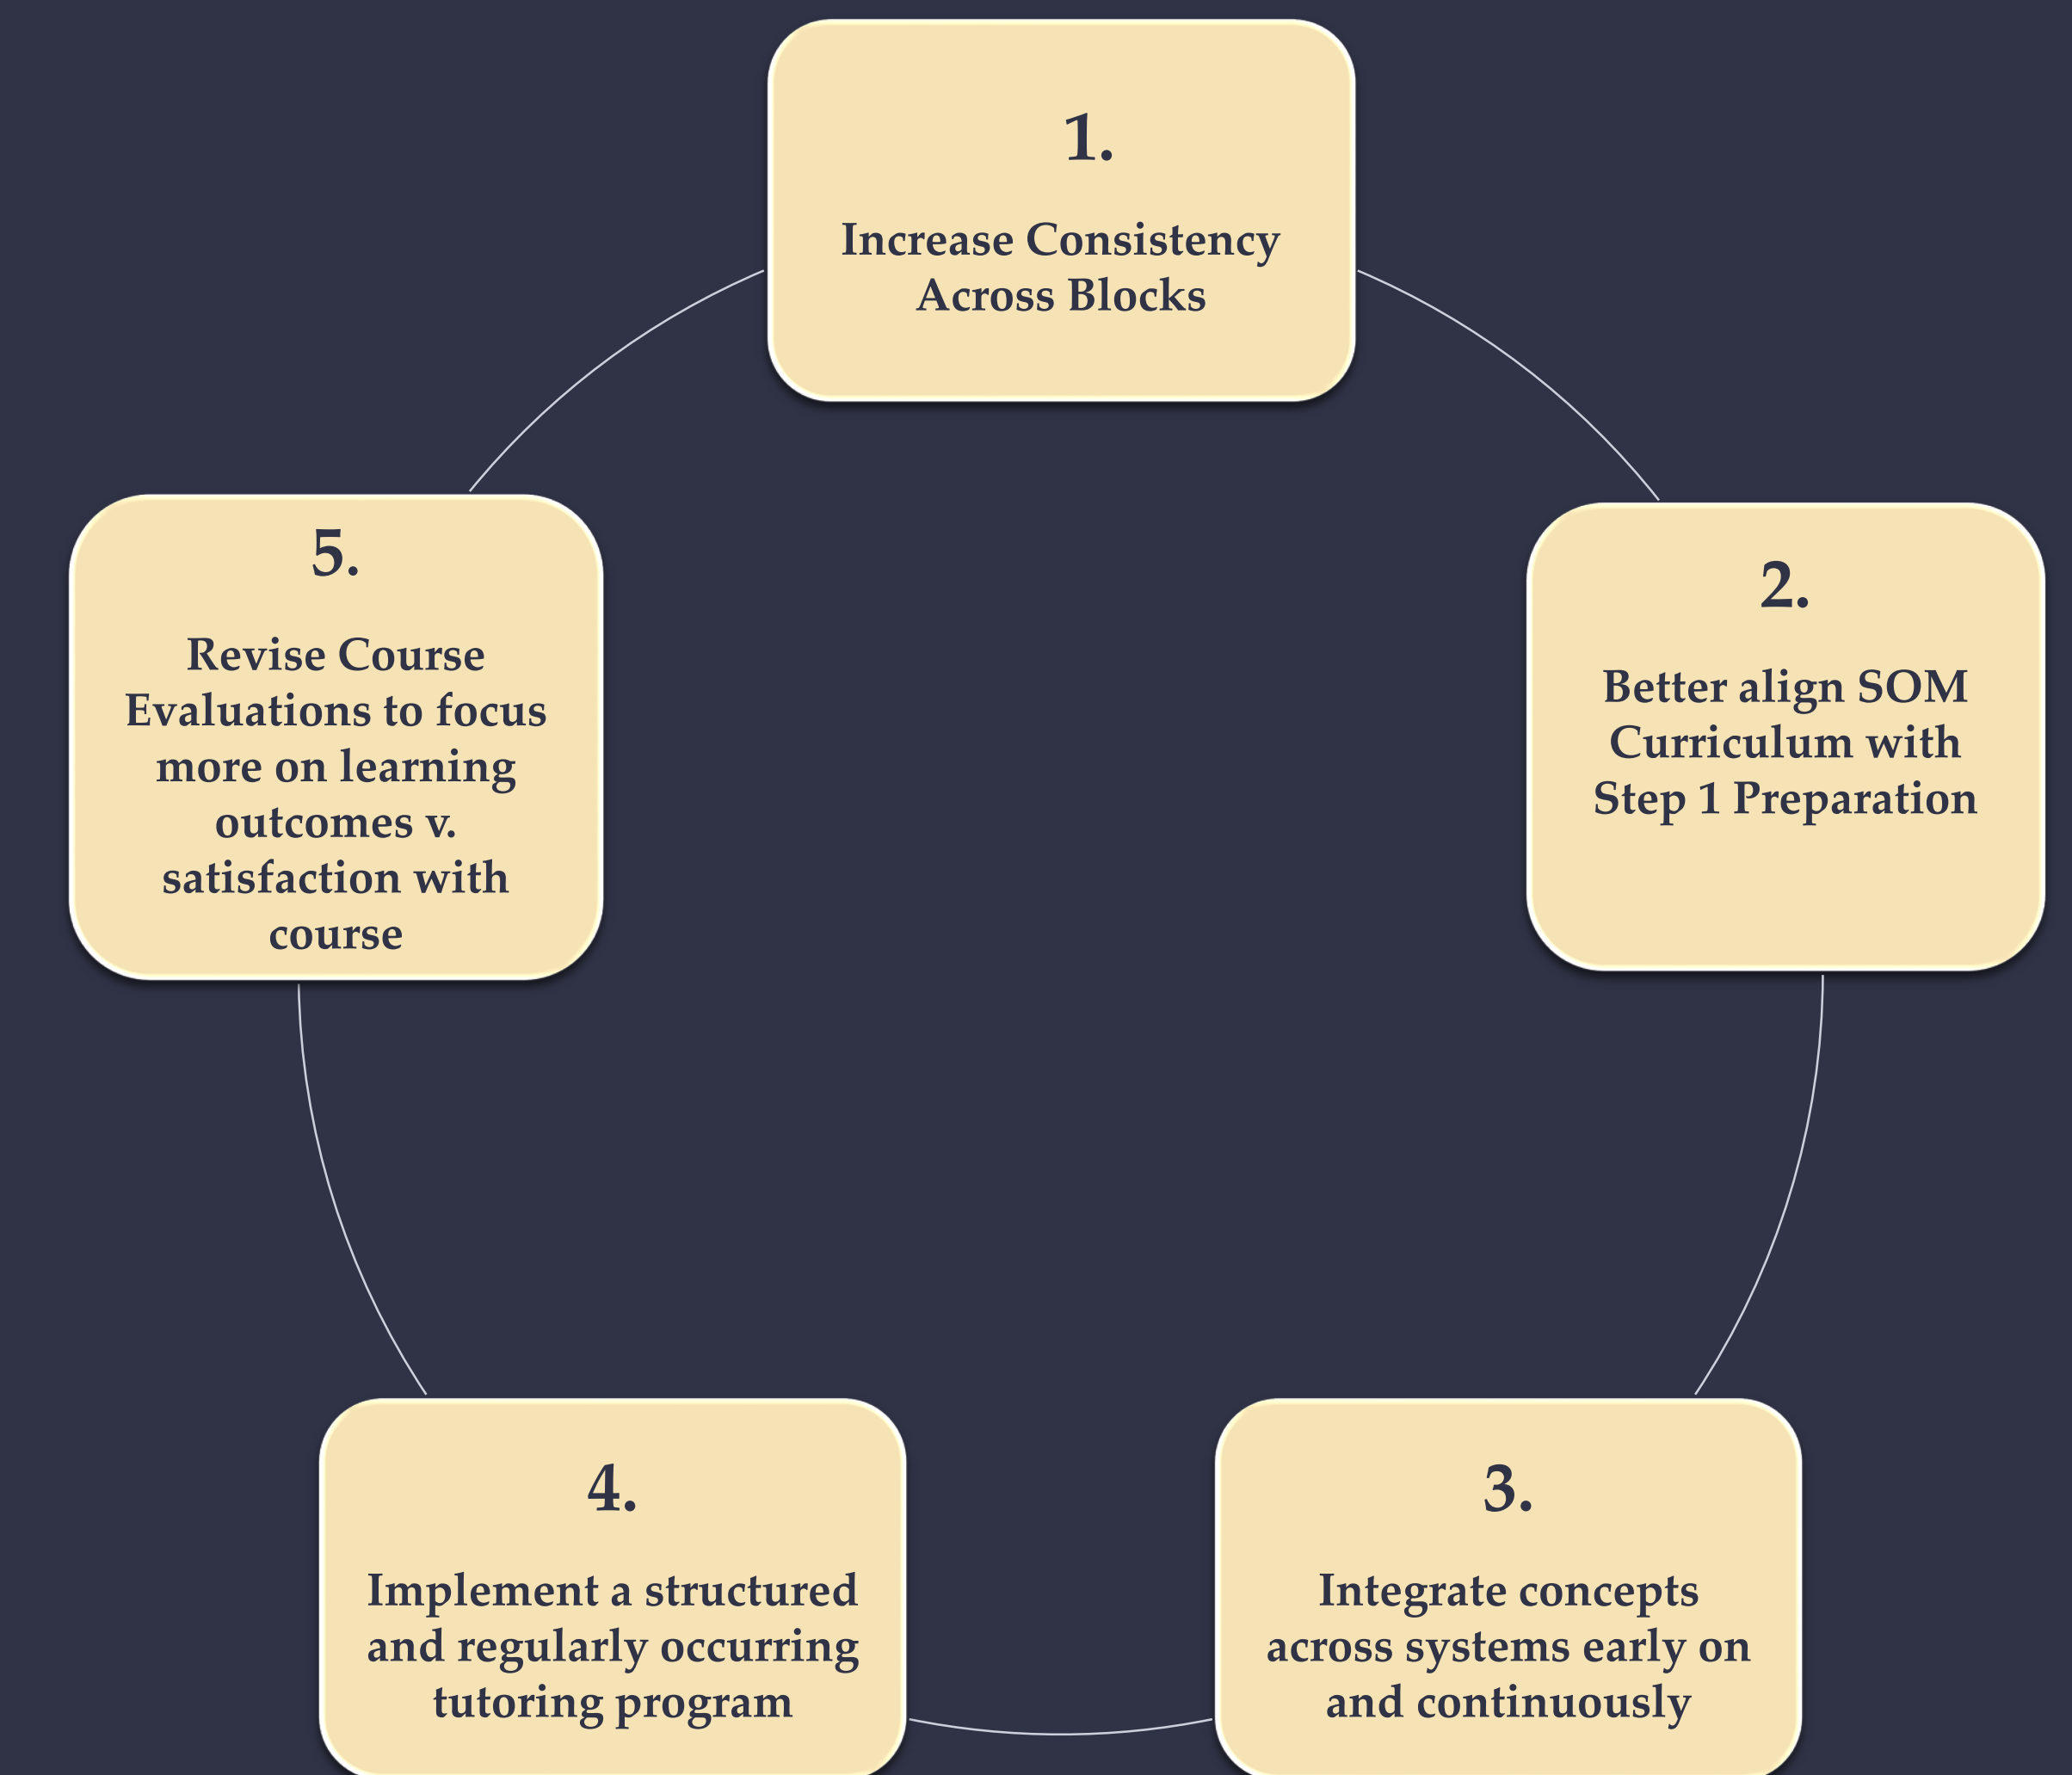 1.
Increase Consistency
Across Blocks
2.
Better align SOM
Curriculum with
Step 1 Preparation
3.
Integrate concepts
across systems early on
and continuously
4.
Implement a structured
and regularly occurring
tutoring program
5.
Revise Course
Evaluations to focus
more on learning
outcomes v.
satisfaction with
course